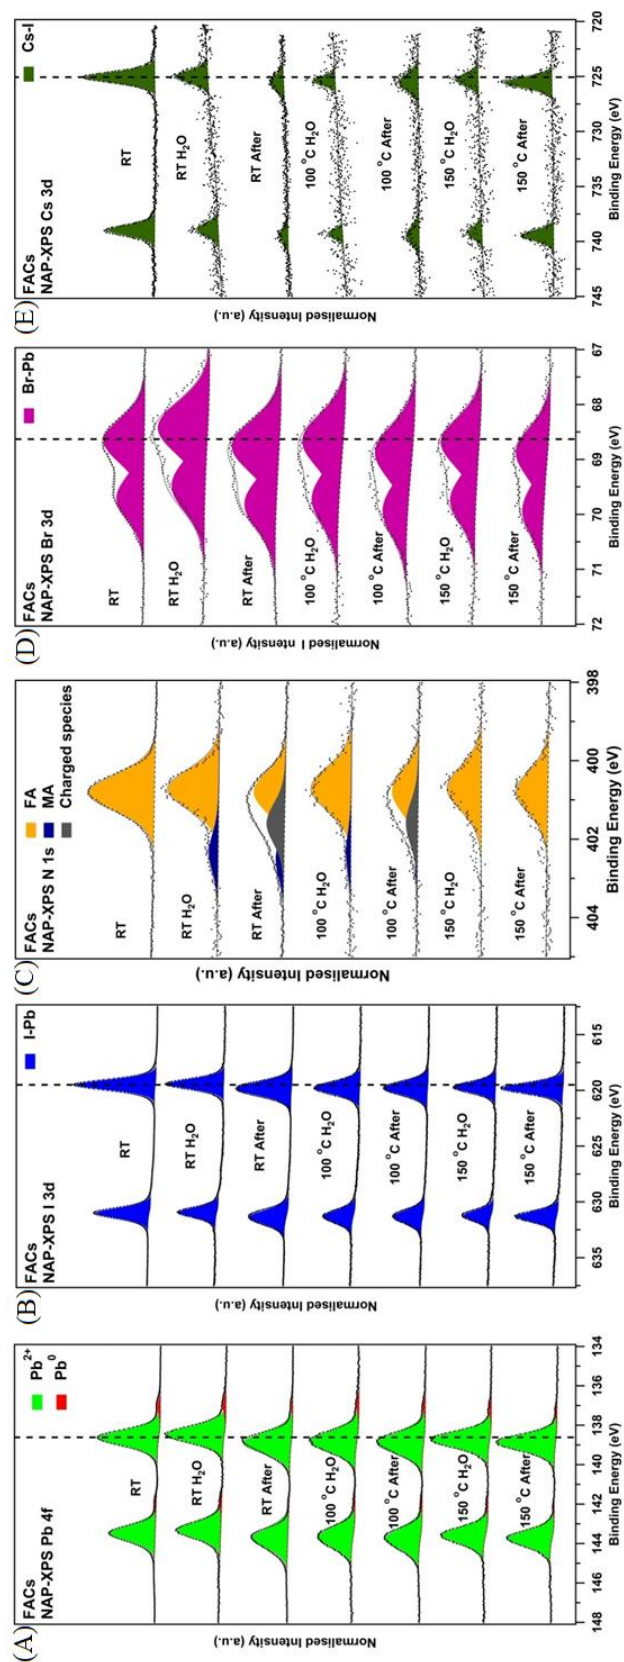 (A)
FACs
NAP-XPS Pb 4f
Pb2+
Pb0
RT
RT H2O
RT After
100 °C H2O
100 °C After
150 °C H2O
150 °C After
Normalised Intensity (a.u.)
148 146 144 142 140 138 136 134
Binding Energy (eV)
(B)
FACs
NAP-XPS I 3d
I-Pb
RT
RT H2O
RT After
100 °C H2O
100 °C After
150 °C H2O
150 °C After
Normalised Intensity (a.u.)
635 630 625 620 615
Binding Energy (eV)
(C)
FACs
NAP-XPS N 1s
FA
MA
Charged species
RT
RT H2O
RT After
100 °C H2O
100 °C After
150 °C H2O
150 °C After
Normalised Intensity (a.u.)
404 402 400 398
Binding Energy (eV)
(D)
FACs
NAP-XPS Br 3d
Br-Pb
RT
RT H2O
RT After
100 °C H2O
100 °C After
150 °C H2O
150 °C After
Normalised I ntensity (a.u.)
72 71 70 69 68 67
Binding Energy (eV)
(E)
FACs
NAP-XPS Cs 3d
Cs-I
RT
RT H2O
RT After
100 °C H2O
100 °C After
150 °C H2O
150 °C After
Normalised Intensity (a.u.)
745 740 735 730 725 720
Binding Energy (eV)